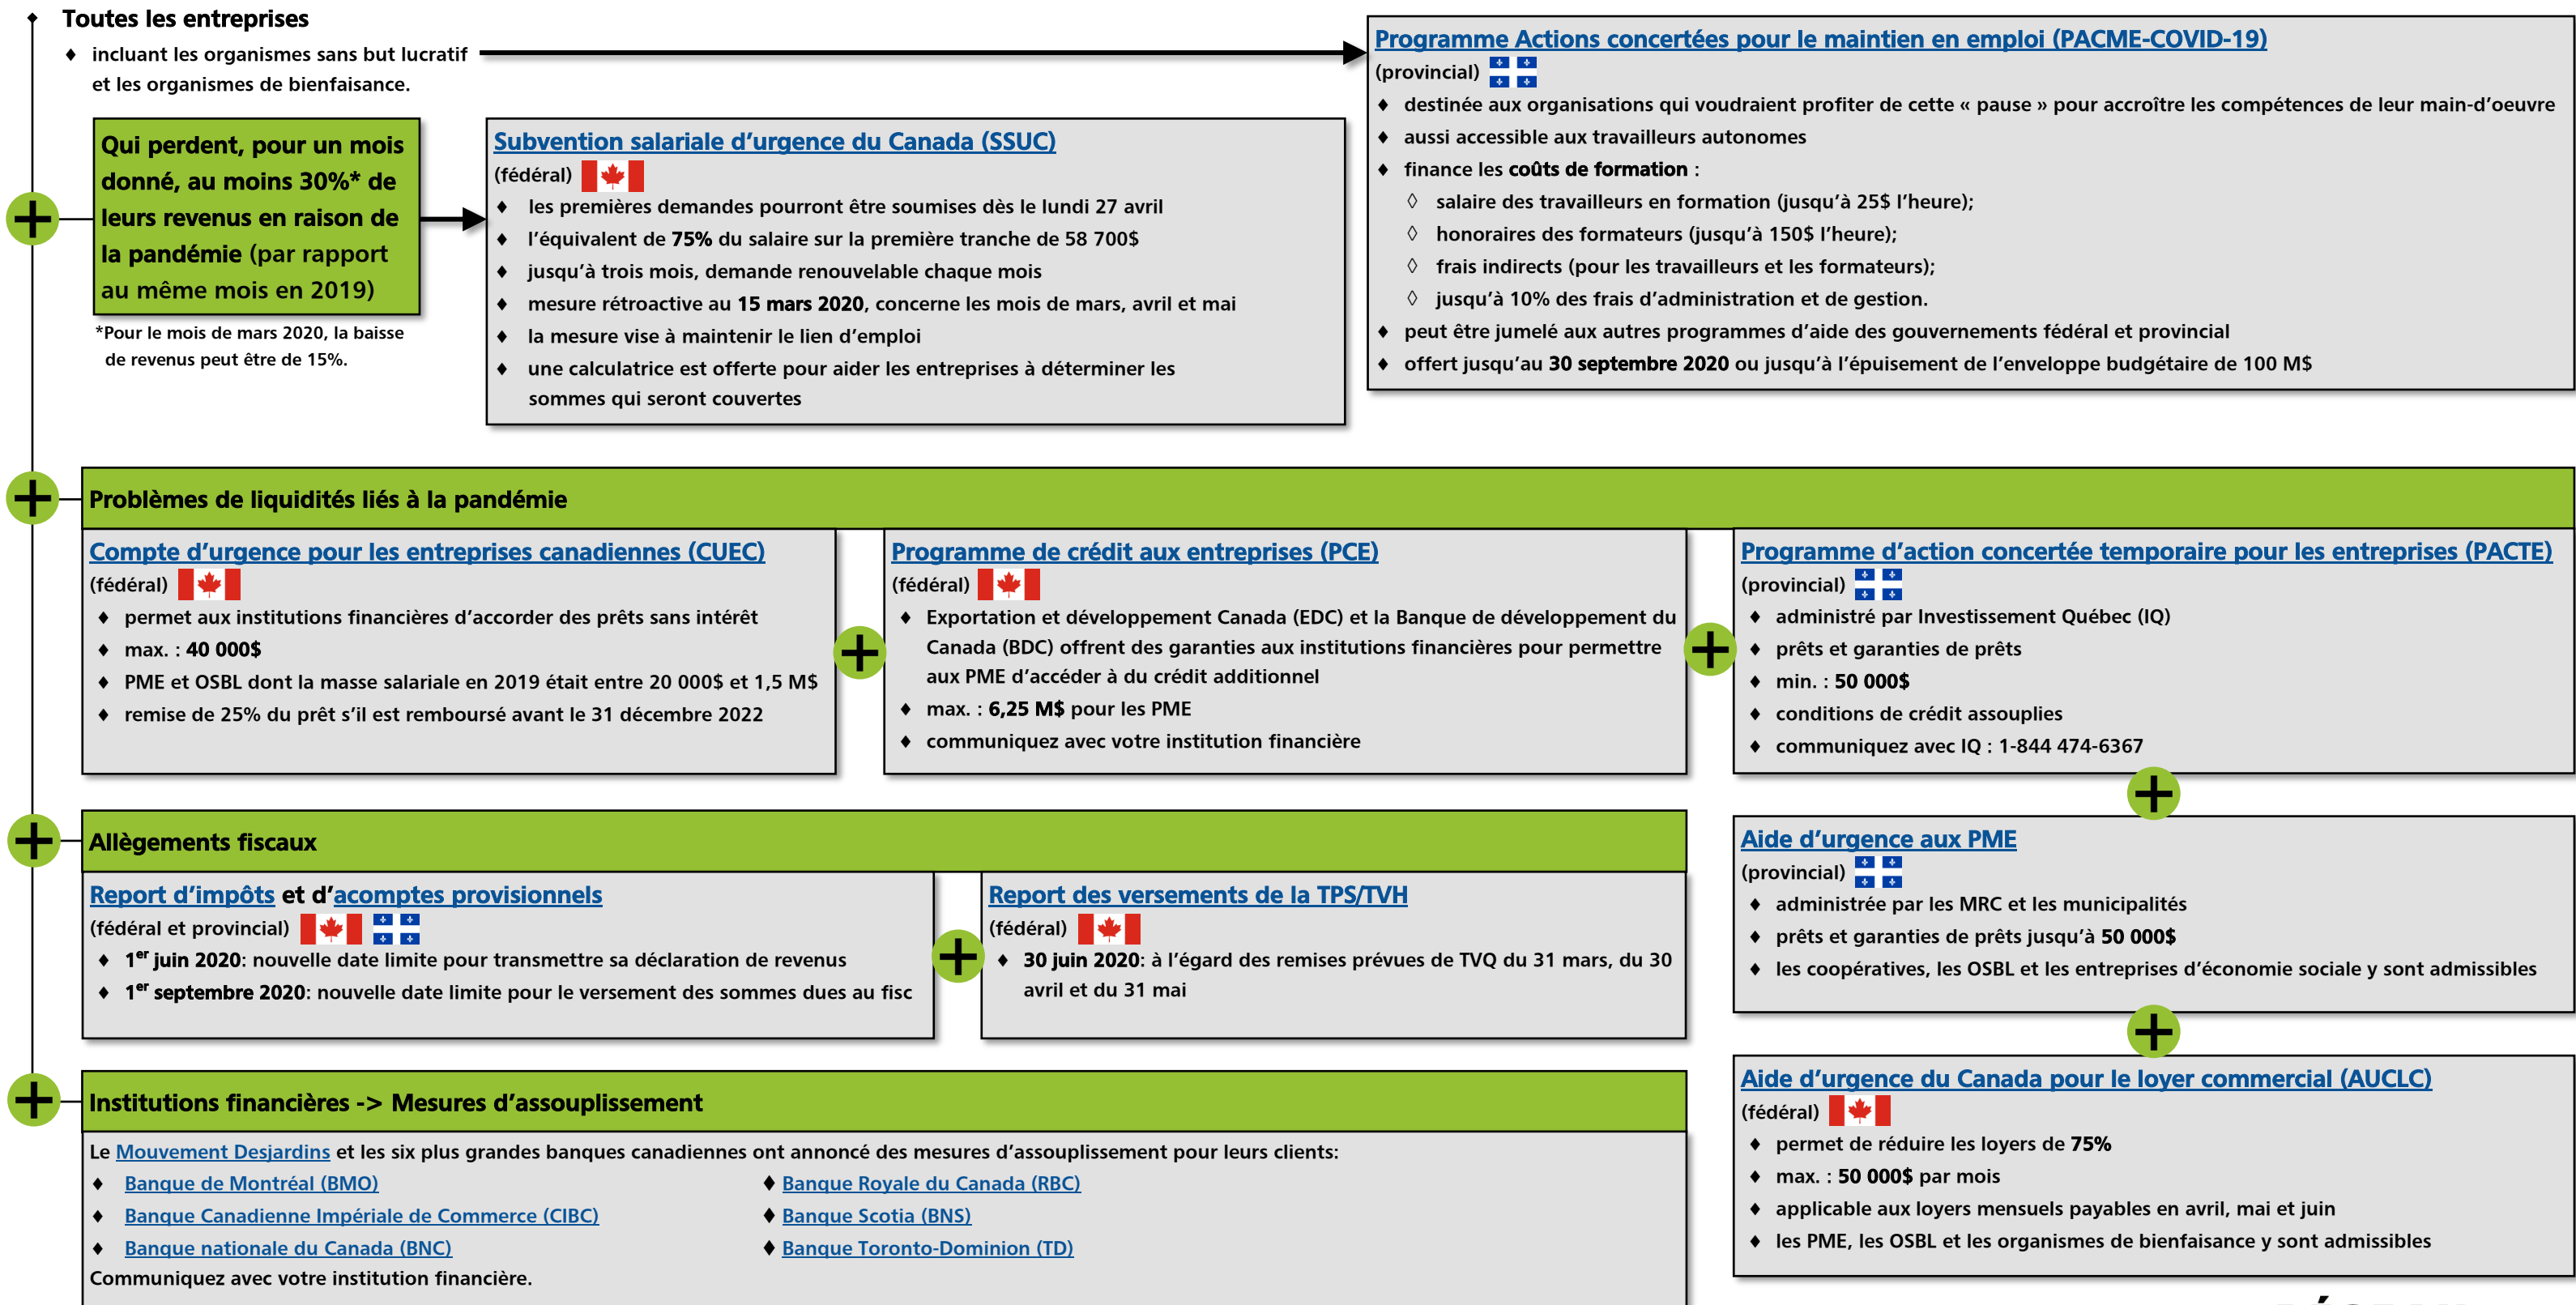 Toutes les entreprises
♦ incluant les organismes sans but lucratif
et les organismes de bienfaisance.
Qui perdent, pour un mois
donné, au moins 30%* de
leurs revenus en raison de
la pandémie (par rapport
au même mois en 2019)
*Pour le mois de mars 2020, la baisse
de revenus peut être de 15%.
Subvention salariale d’urgence du Canada (SSUC)
(fédéral)
♦ les premières demandes pourront être soumises dès le lundi 27 avril
♦ l’équivalent de 75% du salaire sur la première tranche de 58 700$
♦ jusqu’à trois mois, demande renouvelable chaque mois
♦ mesure rétroactive au 15 mars 2020, concerne les mois de mars, avril et mai
♦ la mesure vise à maintenir le lien d’emploi
♦ une calculatrice est offerte pour aider les entreprises à déterminer les
sommes qui seront couvertes
Programme Actions concertées pour le maintien en emploi (PACME-COVID-19)
(provincial)
♦ destinée aux organisations qui voudraient profiter de cette « pause » pour accroître les compétences de leur main-d’oeuvre
♦ aussi accessible aux travailleurs autonomes
♦ finance les coûts de formation :
◊ salaire des travailleurs en formation (jusqu’à 25$ l’heure);
◊ honoraires des formateurs (jusqu’à 150$ l’heure);
◊ frais indirects (pour les travailleurs et les formateurs);
◊ jusqu’à 10% des frais d’administration et de gestion.
♦ peut être jumelé aux autres programmes d’aide des gouvernements fédéral et provincial
♦ offert jusqu’au 30 septembre 2020 ou jusqu’à l’épuisement de l’enveloppe budgétaire de 100 M$
Problèmes de liquidités liés à la pandémie
Compte d’urgence pour les entreprises canadiennes (CUEC)
(fédéral)
♦ permet aux institutions financières d’accorder des prêts sans intérêt
♦ max. : 40 000$
♦ PME et OSBL dont la masse salariale en 2019 était entre 20 000$ et 1,5 M$
♦ remise de 25% du prêt s’il est remboursé avant le 31 décembre 2022
Programme de crédit aux entreprises (PCE)
(fédéral)
♦ Exportation et développement Canada (EDC) et la Banque de développement du
Canada (BDC) offrent des garanties aux institutions financières pour permettre
aux PME d’accéder à du crédit additionnel
♦ max. : 6,25 M$ pour les PME
♦ communiquez avec votre institution financière
Programme d’action concertée temporaire pour les entreprises (PACTE)
(provincial)
♦ administré par Investissement Québec (IQ)
♦ prêts et garanties de prêts
♦ min. : 50 000$
♦ conditions de crédit assouplies
♦ communiquez avec IQ : 1-844 474-6367
Allègements fiscaux
Report d’impôts et d’acomptes provisionnels
(fédéral et provincial)
♦ 1er juin 2020: nouvelle date limite pour transmettre sa déclaration de revenus
♦ 1er septembre 2020: nouvelle date limite pour le versement des sommes dues au fisc
Report des versements de la TPS/TVH
(fédéral)
♦ 30 juin 2020: à l’égard des remises prévues de TVQ du 31 mars, du 30
avril et du 31 mai
Aide d’urgence aux PME
(provincial)
♦ administrée par les MRC et les municipalités
♦ prêts et garanties de prêts jusqu’à 50 000$
♦ les coopératives, les OSBL et les entreprises d’économie sociale y sont admissibles
Institutions financières -> Mesures d’assouplissement
Le Mouvement Desjardins et les six plus grandes banques canadiennes ont annoncé des mesures d’assouplissement pour leurs clients:
♦ Banque de Montréal (BMO)
♦ Banque Canadienne Impériale de Commerce (CIBC)
♦ Banque nationale du Canada (BNC)
♦ Banque Royale du Canada (RBC)
♦ Banque Scotia (BNS)
♦ Banque Toronto-Dominion (TD)
Communiquez avec votre institution financière.
Aide d’urgence du Canada pour le loyer commercial (AUCLC)
(fédéral)
♦ permet de réduire les loyers de 75%
♦ max. : 50 000$ par mois
♦ applicable aux loyers mensuels payables en avril, mai et juin
♦ les PME, les OSBL et les organismes de bienfaisance y sont admissibles